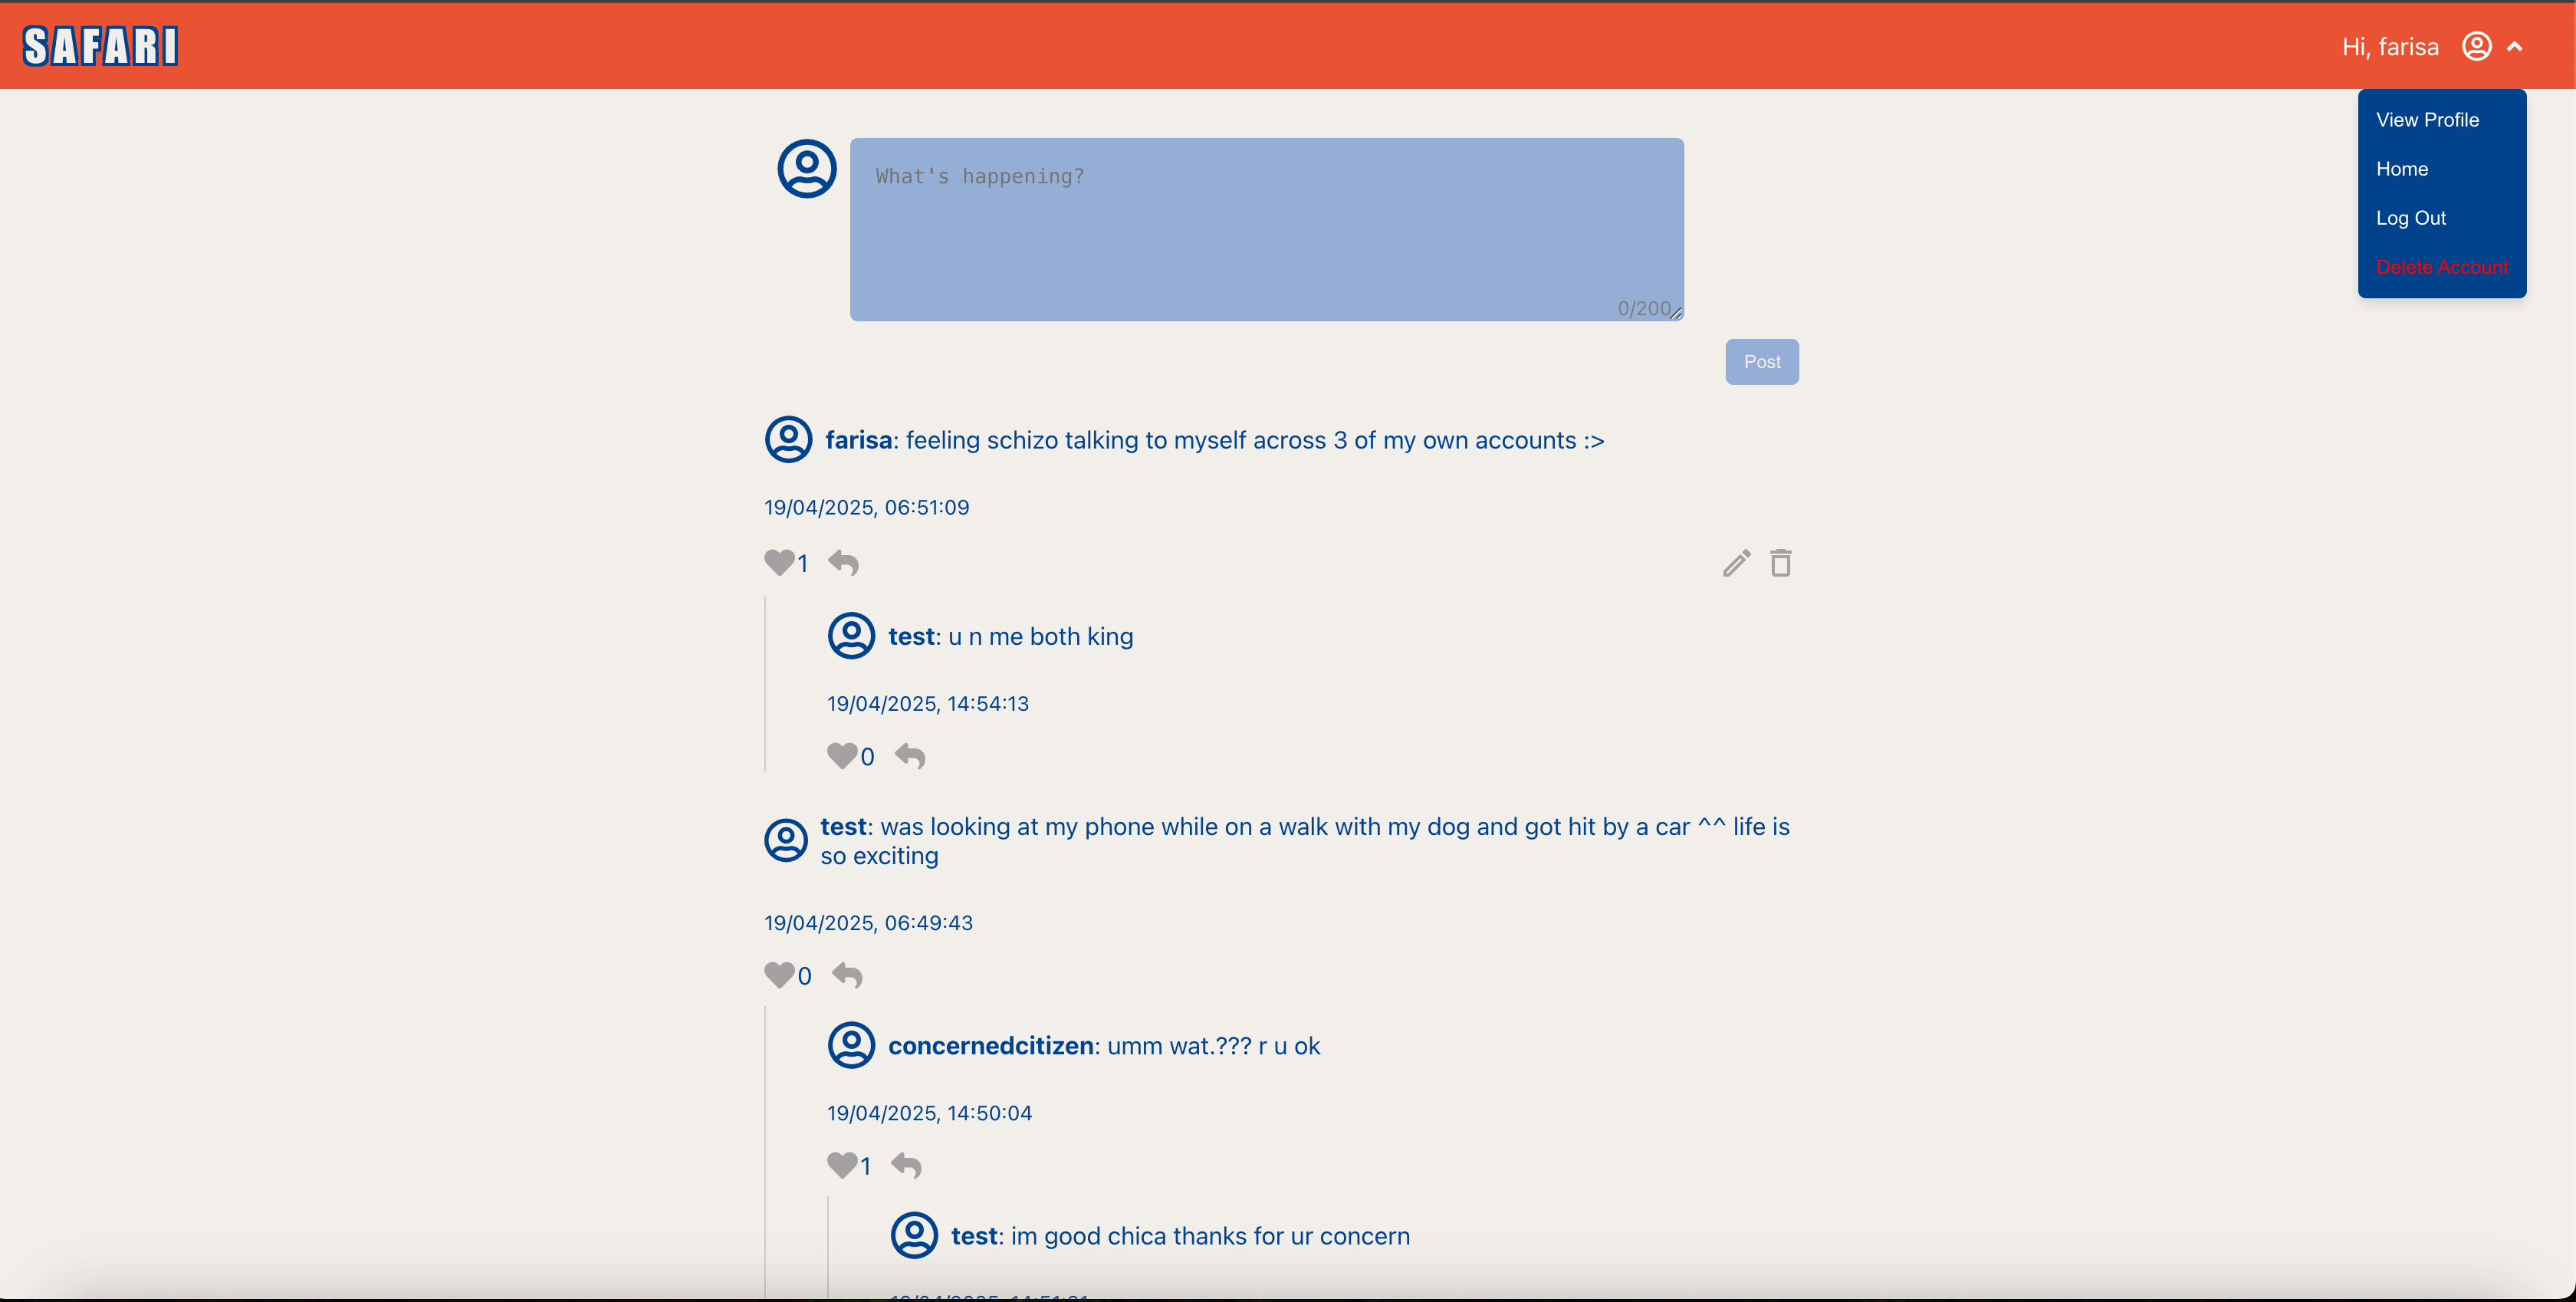 SAFARI
Hi, farisa
View Profile
Home
Log Out
Delete Account
What's happening?
0/200
Post
farisa: feeling schizo talking to myself across 3 of my own accounts :>
19/04/2025, 06:51:09
1
test: u n me both king
19/04/2025, 14:54:13
0
test: was looking at my phone while on a walk with my dog and got hit by a car ^^ life is
so exciting
19/04/2025, 06:49:43
0
concernedcitizen: umm wat.??? r u ok
19/04/2025, 14:50:04
1
test: im good chica thanks for ur concern